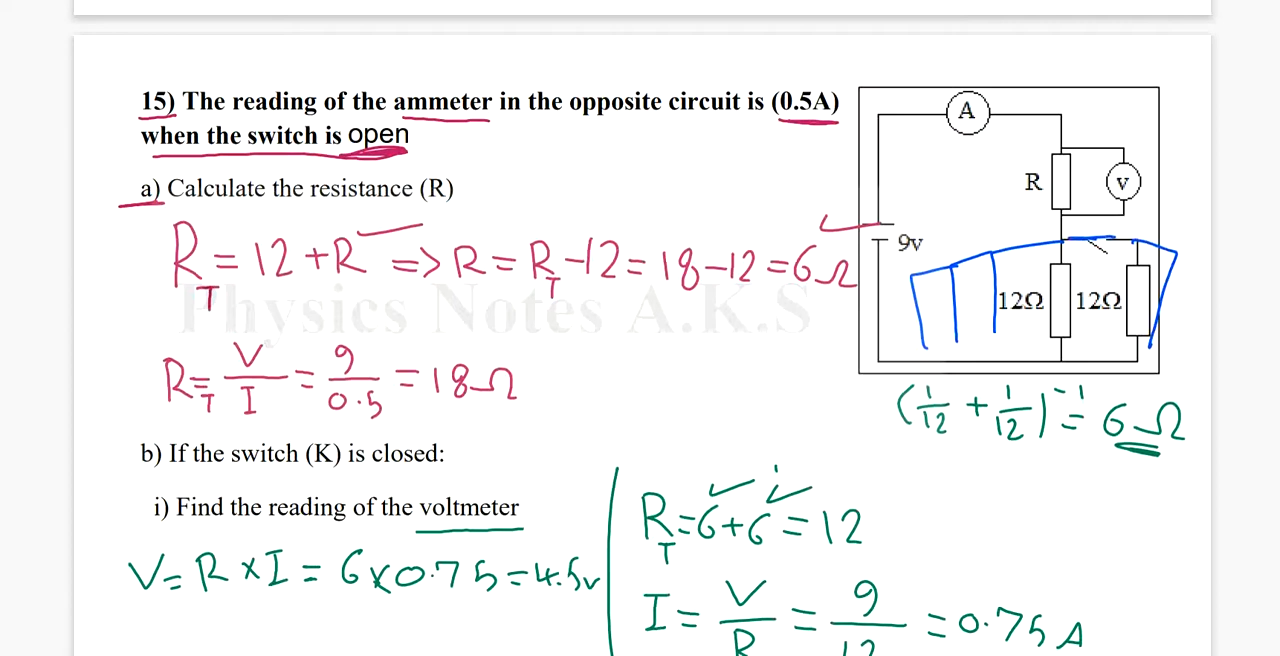 15) The reading of the ammeter in the opposite circuit is (0.5A)
when the switch is open
a) Calculate the resistance (R)
R_T = 12 + R => R = R_T - 12 = 18 - 12 = 6Ω
Physics Notes A.K.S
R_T = V/I = 9/0.5 = 18Ω
A
R
V
9v
12Ω
12Ω
(1/12 + 1/12)^-1 = 6Ω
b) If the switch (K) is closed:
i) Find the reading of the voltmeter
V = R × I = 6 × 0.75 = 4.5v
R_T = 6 + 6 = 12
I = V/R = 9/12 = 0.75 A